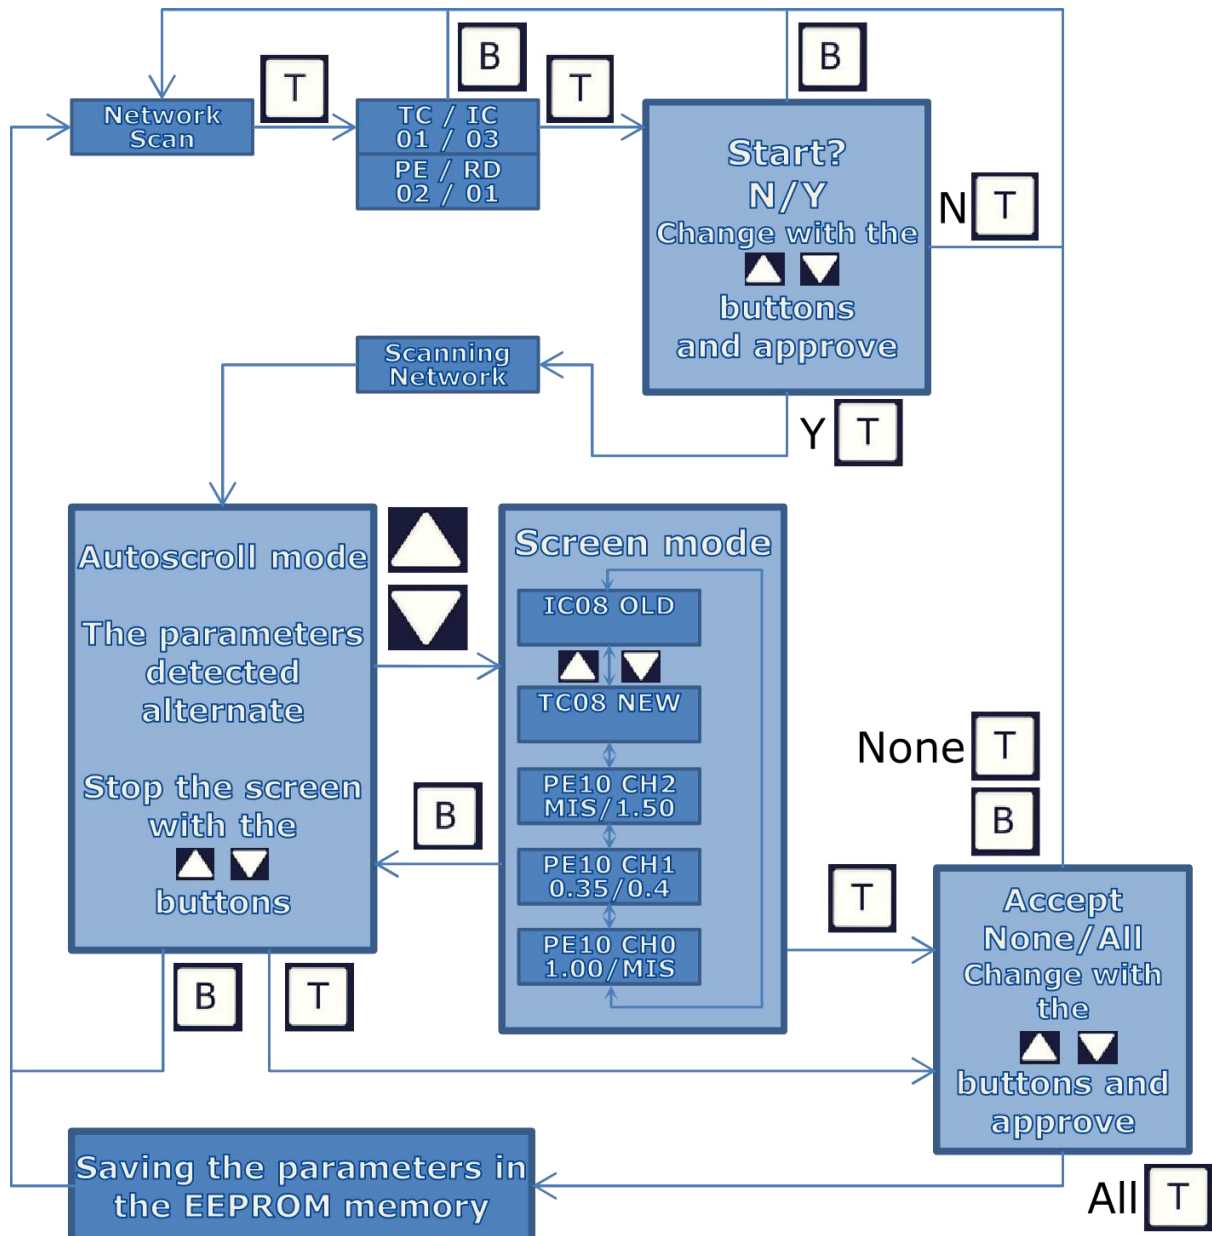 B
B
T
T
Network
Scan
TC / IC
01 / 03
PE / RD
02 / 01
Start?
N/Y
Change with the
buttons
and approve
N T
Scanning
Network
Y T
Autoscroll mode
The parameters
detected
alternate
Stop the screen
with the
buttons
Screen mode
IC08 OLD
TC08 NEW
PE10 CH2
MIS/1.50
PE10 CH1
0.35/0.4
PE10 CH0
1.00/MIS
B
None T
B
T
Accept
None/All
Change with
the
buttons and
approve
B
T
Saving the parameters in
the EEPROM memory
All T